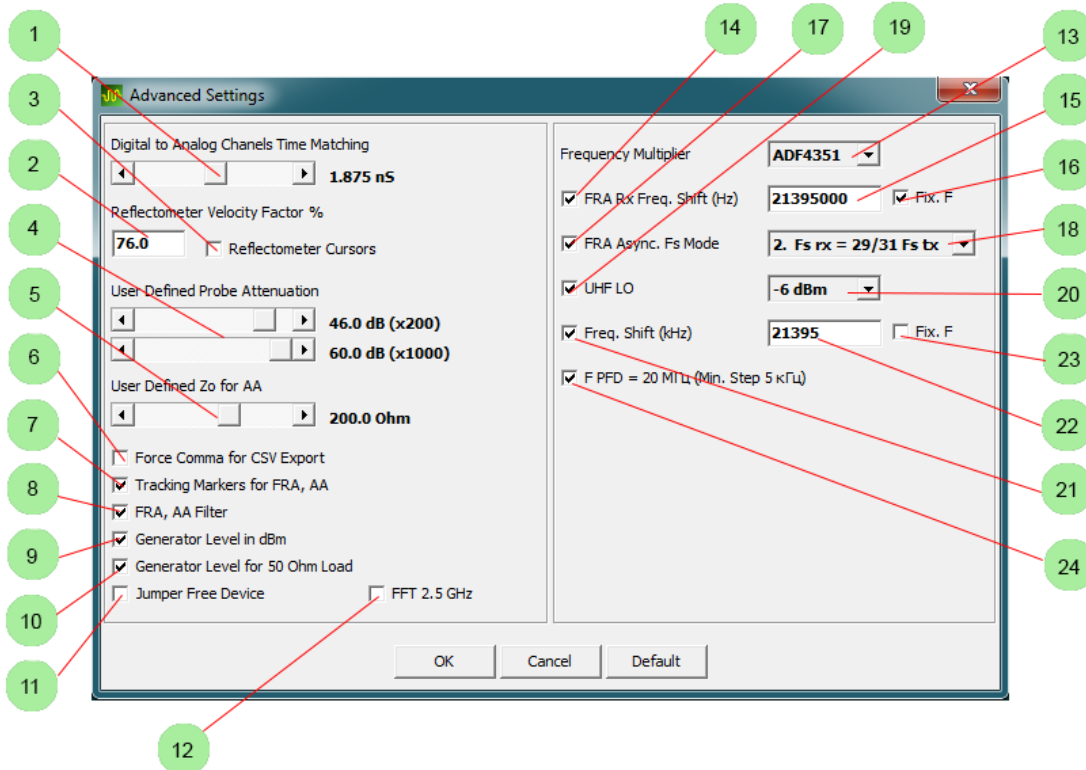 1
14
17
19
13
3
15
2
16
4
18
5
20
6
23
7
22
8
21
9
24
10
11
12
Advanced Settings
Digital to Analog Chanels Time Matching
1.875 nS
Reflectometer Velocity Factor %
76.0
Reflectometer Cursors
User Defined Probe Attenuation
46.0 dB (x200)
60.0 dB (x1000)
User Defined Zo for AA
200.0 Ohm
Force Comma for CSV Export
Tracking Markers for FRA, AA
FRA, AA Filter
Generator Level in dBm
Generator Level for 50 Ohm Load
Jumper Free Device
FFT 2.5 GHz
Frequency Multiplier
ADF4351
FRA Rx Freq. Shift (Hz)
21395000
Fix. F
FRA Async. Fs Mode
2. Fs rx = 29/31 Fs tx
UHF LO
-6 dBm
Freq. Shift (kHz)
21395
Fix. F
F PFD = 20 МГц (Min. Step 5 кГц)
OK
Cancel
Default